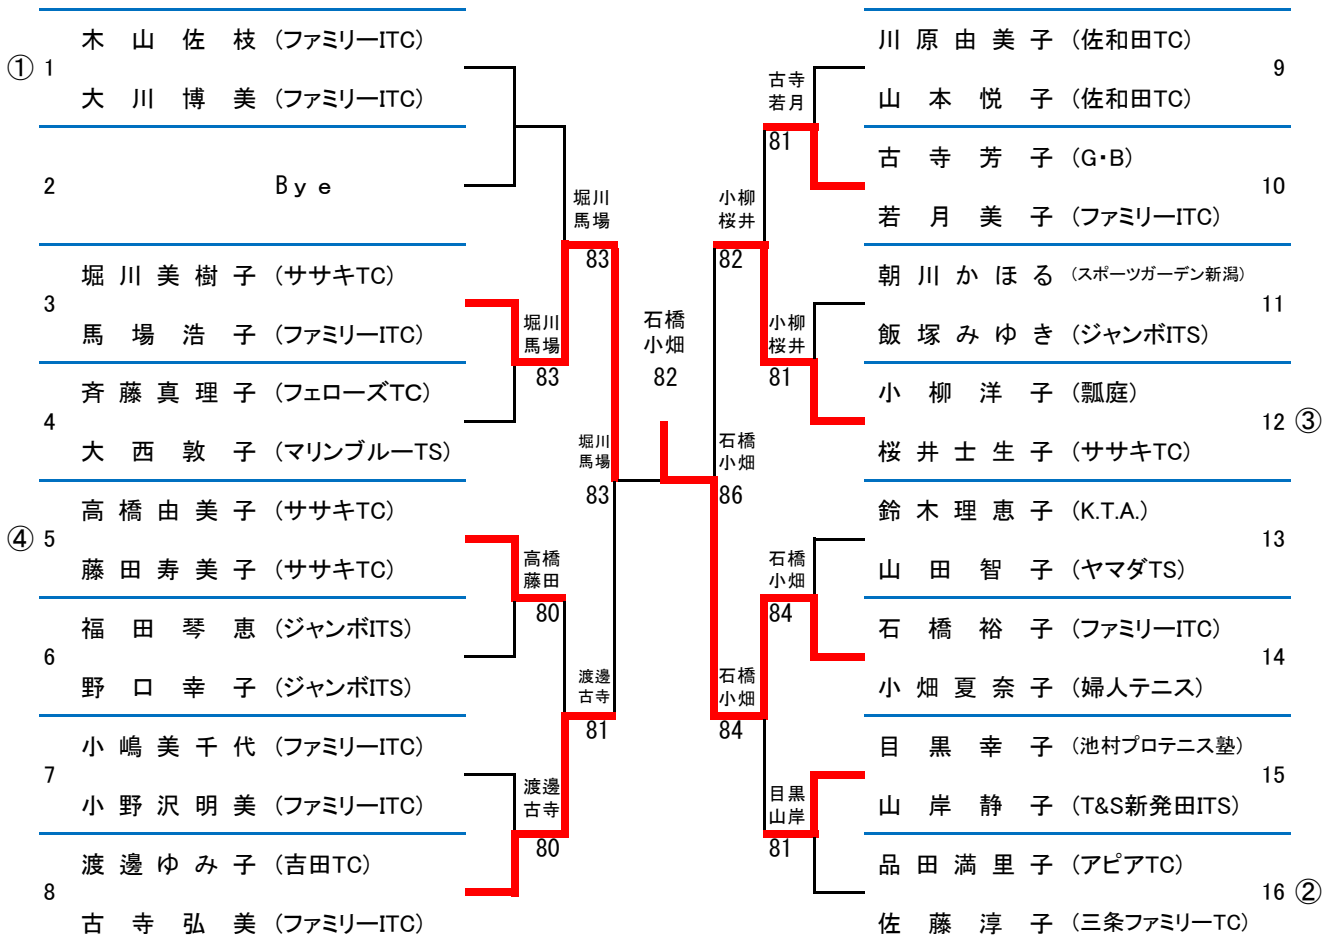 木山佐枝 (ファミリーITC)
① 1
大川博美 (ファミリーITC)
2 Bye
堀川美樹子 (ササキTC)
3
馬場浩子 (ファミリーITC)
斉藤真理子 (フェローズTC)
4
大西敦子 (マリンブルーTS)
高橋由美子 (ササキTC)
④ 5
藤田寿美子 (ササキTC)
福田琴恵 (ジャンボITS)
6
野口幸子 (ジャンボITS)
小嶋美千代 (ファミリーITC)
7
小野沢明美 (ファミリーITC)
渡邊ゆみ子 (吉田TC)
8
古寺弘美 (ファミリーITC)
堀川
馬場
83
高橋
藤田
80
渡邊
古寺
80
堀川
馬場
83
渡邊
古寺
81
堀川
馬場
83
石橋
小畑
82
石橋
小畑
86
小柳
桜井
82
石橋
小畑
84
古寺
若月
81
小柳
桜井
81
石橋
小畑
84
目黒
山岸
81
川原由美子 (佐和田TC)
9
山本悦子 (佐和田TC)
古寺芳子 (G・B)
10
若月美子 (ファミリーITC)
朝川かほる (スポーツガーデン新潟)
11
飯塚みゆき (ジャンボITS)
小柳洋子 (瓢庭)
12 ③
桜井士生子 (ササキTC)
鈴木理恵子 (K.T.A.)
13
山田智子 (ヤマダTS)
石橋裕子 (ファミリーITC)
14
小畑夏奈子 (婦人テニス)
目黒幸子 (池村プロテニス塾)
15
山岸静子 (T&S新発田ITS)
品田満里子 (アピアTC)
16 ②
佐藤淳子 (三条ファミリーTC)